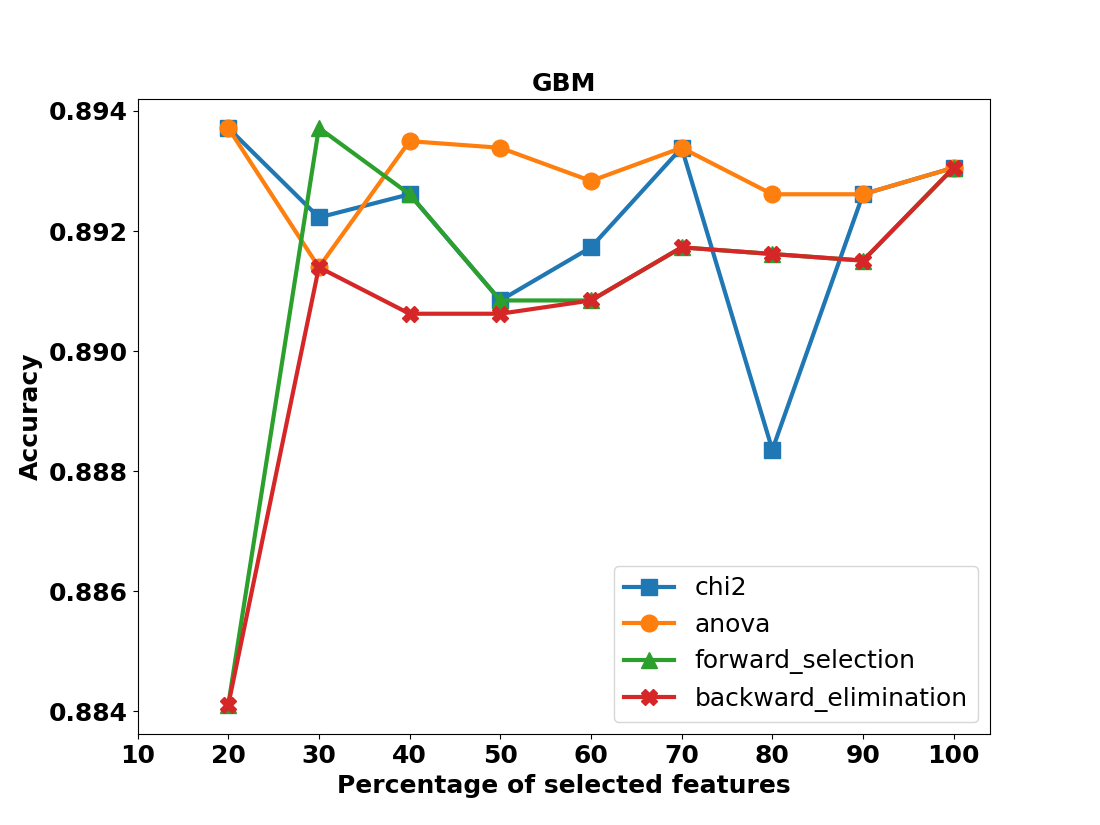 GBM
Accuracy
0.894
0.892
0.890
0.888
0.886
0.884
10 20 30 40 50 60 70 80 90 100
Percentage of selected features
chi2
anova
forward_selection
backward_elimination